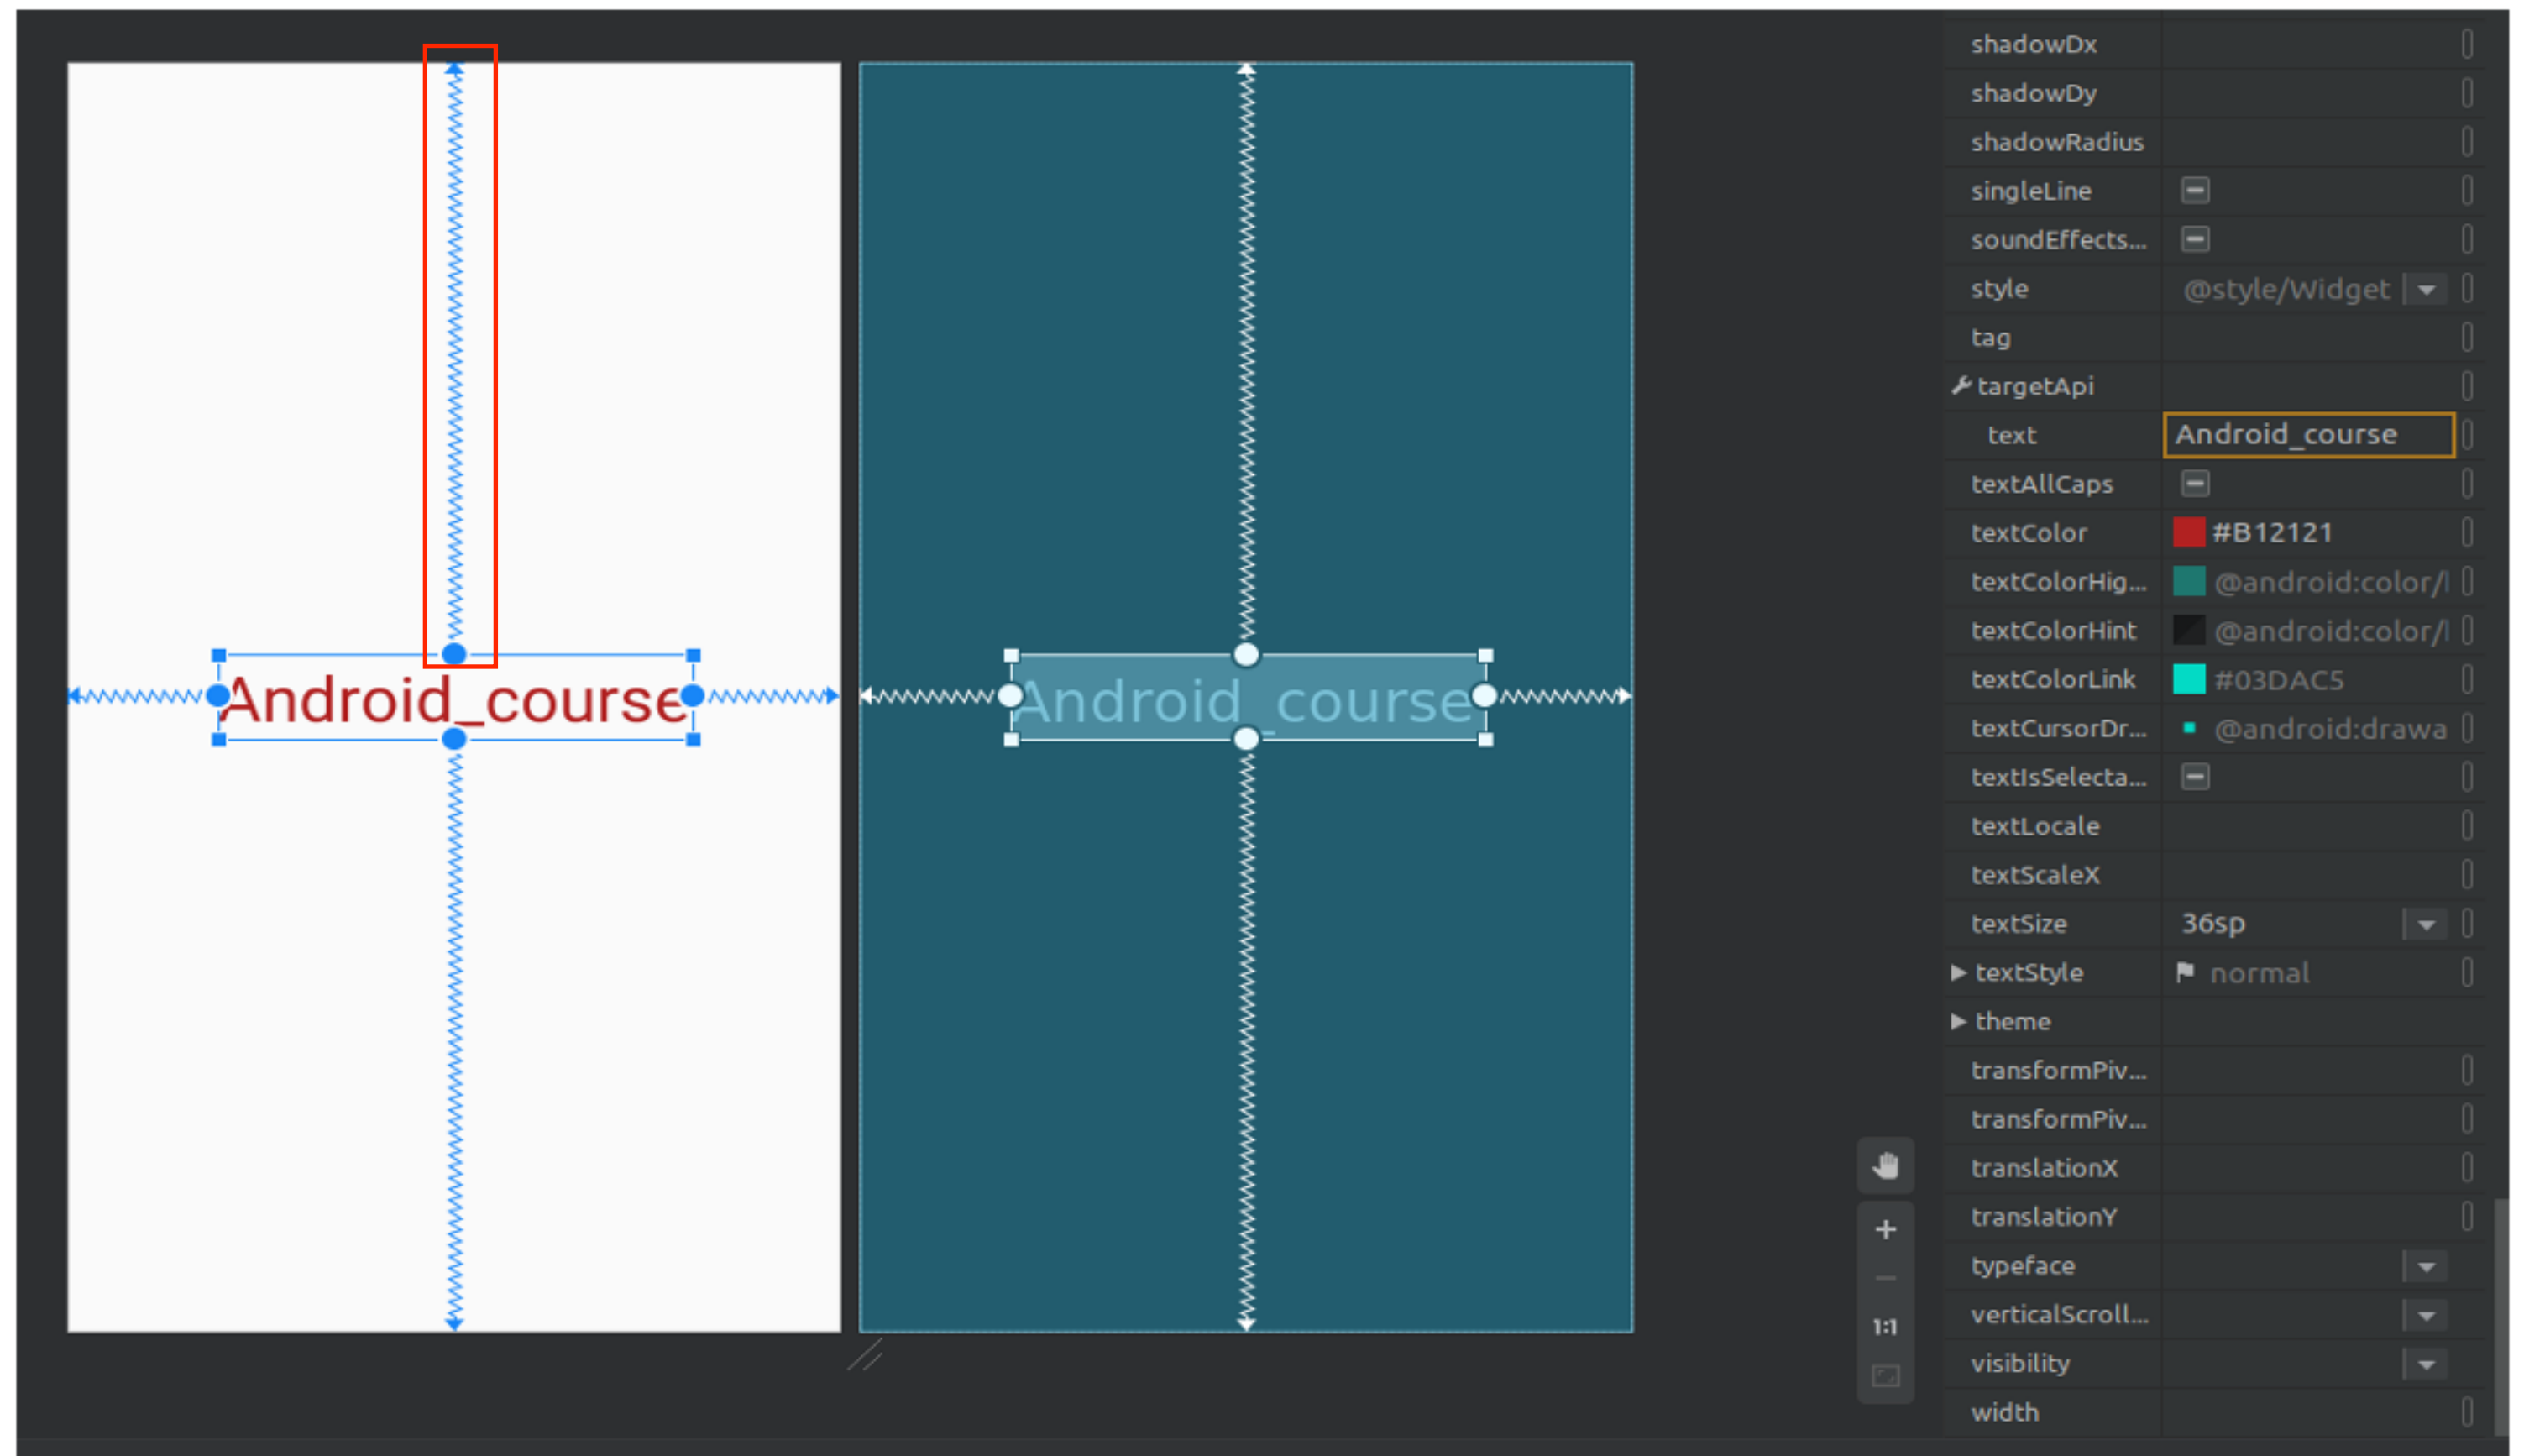 Android_course
Android_course
1:1
shadowDx
shadowDy
shadowRadius
singleLine
soundEffects...
style @style/Widget
tag
targetApi
text Android_course
textAllCaps
textColor #B12121
textColorHig... @android:color/
textColorHint @android:color/
textColorLink #03DAC5
textCursorDr... @android:drawa
textIsSelecta...
textLocale
textScaleX
textSize 36sp
textStyle normal
theme
transformPiv...
transformPiv...
translationX
translationY
typeface
verticalScroll...
visibility
width